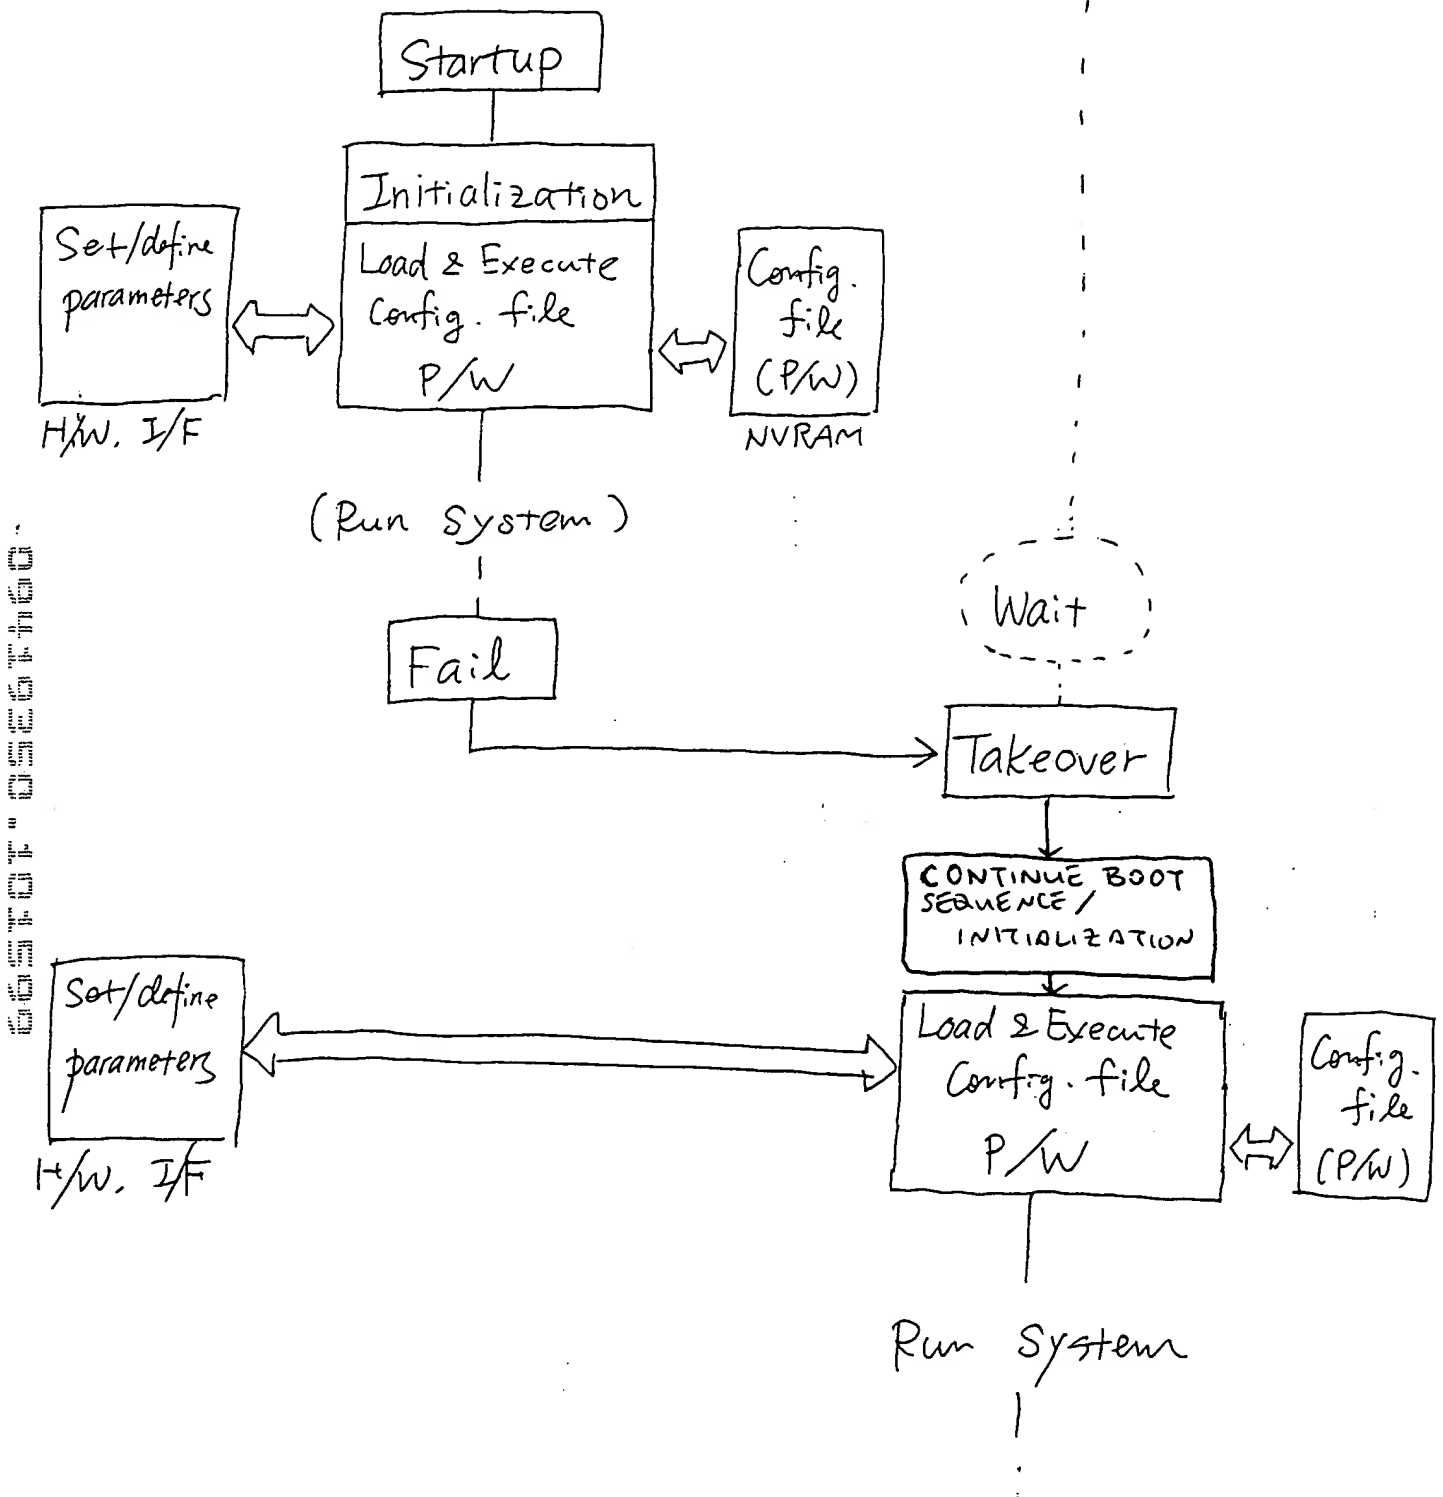 Startup
Initialization
Set/define
parameters
H/W. I/F
Load & Execute
Config. file
P/W
Config.
file
(P/W)
NVRAM
(Run System)
Wait
Fail
Takeover
CONTINUE BOOT
SEQUENCE/
INITIALIZATION
Set/define
parameters
H/W. I/F
Load & Execute
Config. file
P/W
Config.
file
(P/W)
Run System